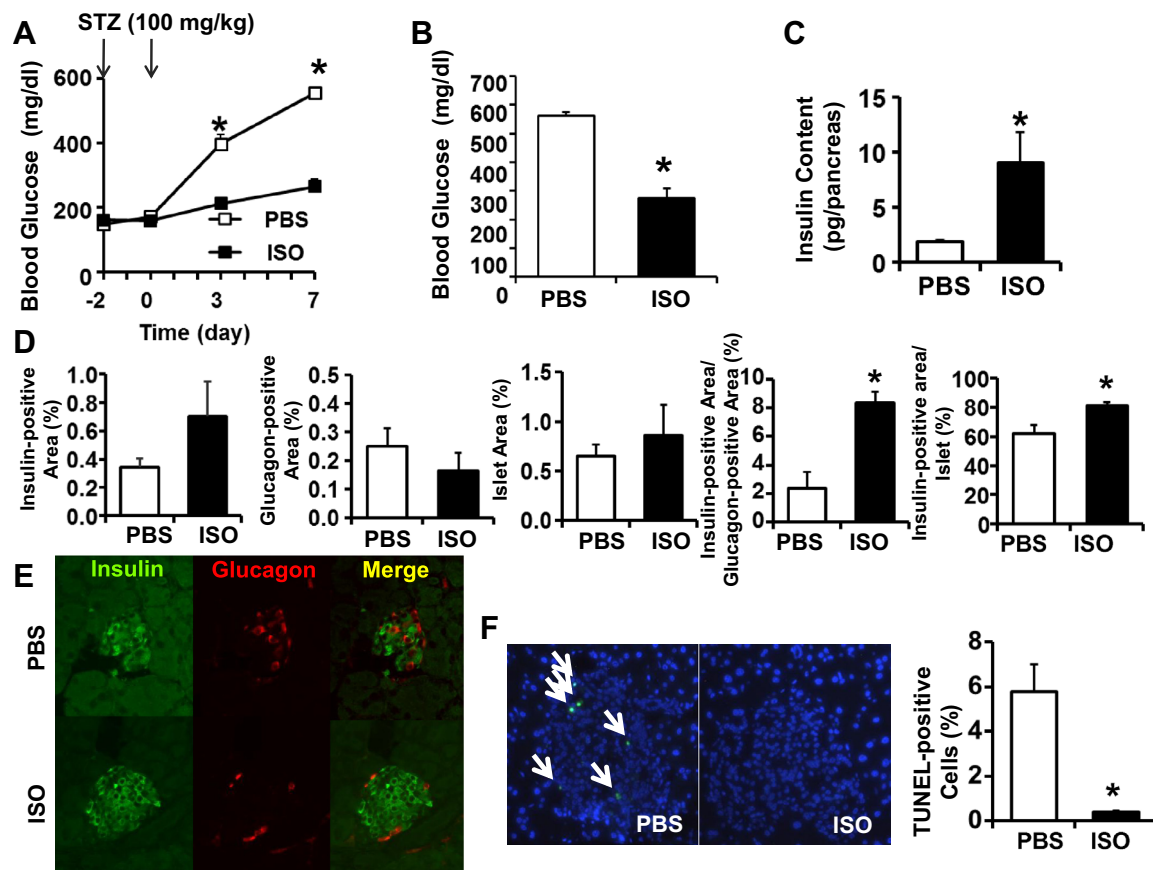 STZ (100 mg/kg)
A
Blood Glucose (mg/dl)
600
400
200
0
*
*
PBS
ISO
-2
0
3
7
Time (day)
B
Blood Glucose (mg/dl)
700
600
500
400
300
200
100
0
*
PBS
ISO
C
Insulin Content
(pg/pancreas)
15
10
5
0
*
PBS
ISO
D
Insulin-positive
Area (%)
1.0
0.8
0.6
0.4
0.2
0.0
PBS
ISO
Glucagon-positive
Area (%)
0.5
0.4
0.3
0.2
0.1
0.0
PBS
ISO
Islet Area (%)
1.5
1.0
0.5
0.0
PBS
ISO
Insulin-positive Area/
Glucagon-positive Area (%)
10
8
6
4
2
0
*
PBS
ISO
Insulin-positive area/
Islet (%)
100
80
60
40
20
0
*
PBS
ISO
E
Insulin
Glucagon
Merge
PBS
ISO
F
PBS
ISO
TUNEL-positive
Cells (%)
8
6
4
2
0
*
PBS
ISO